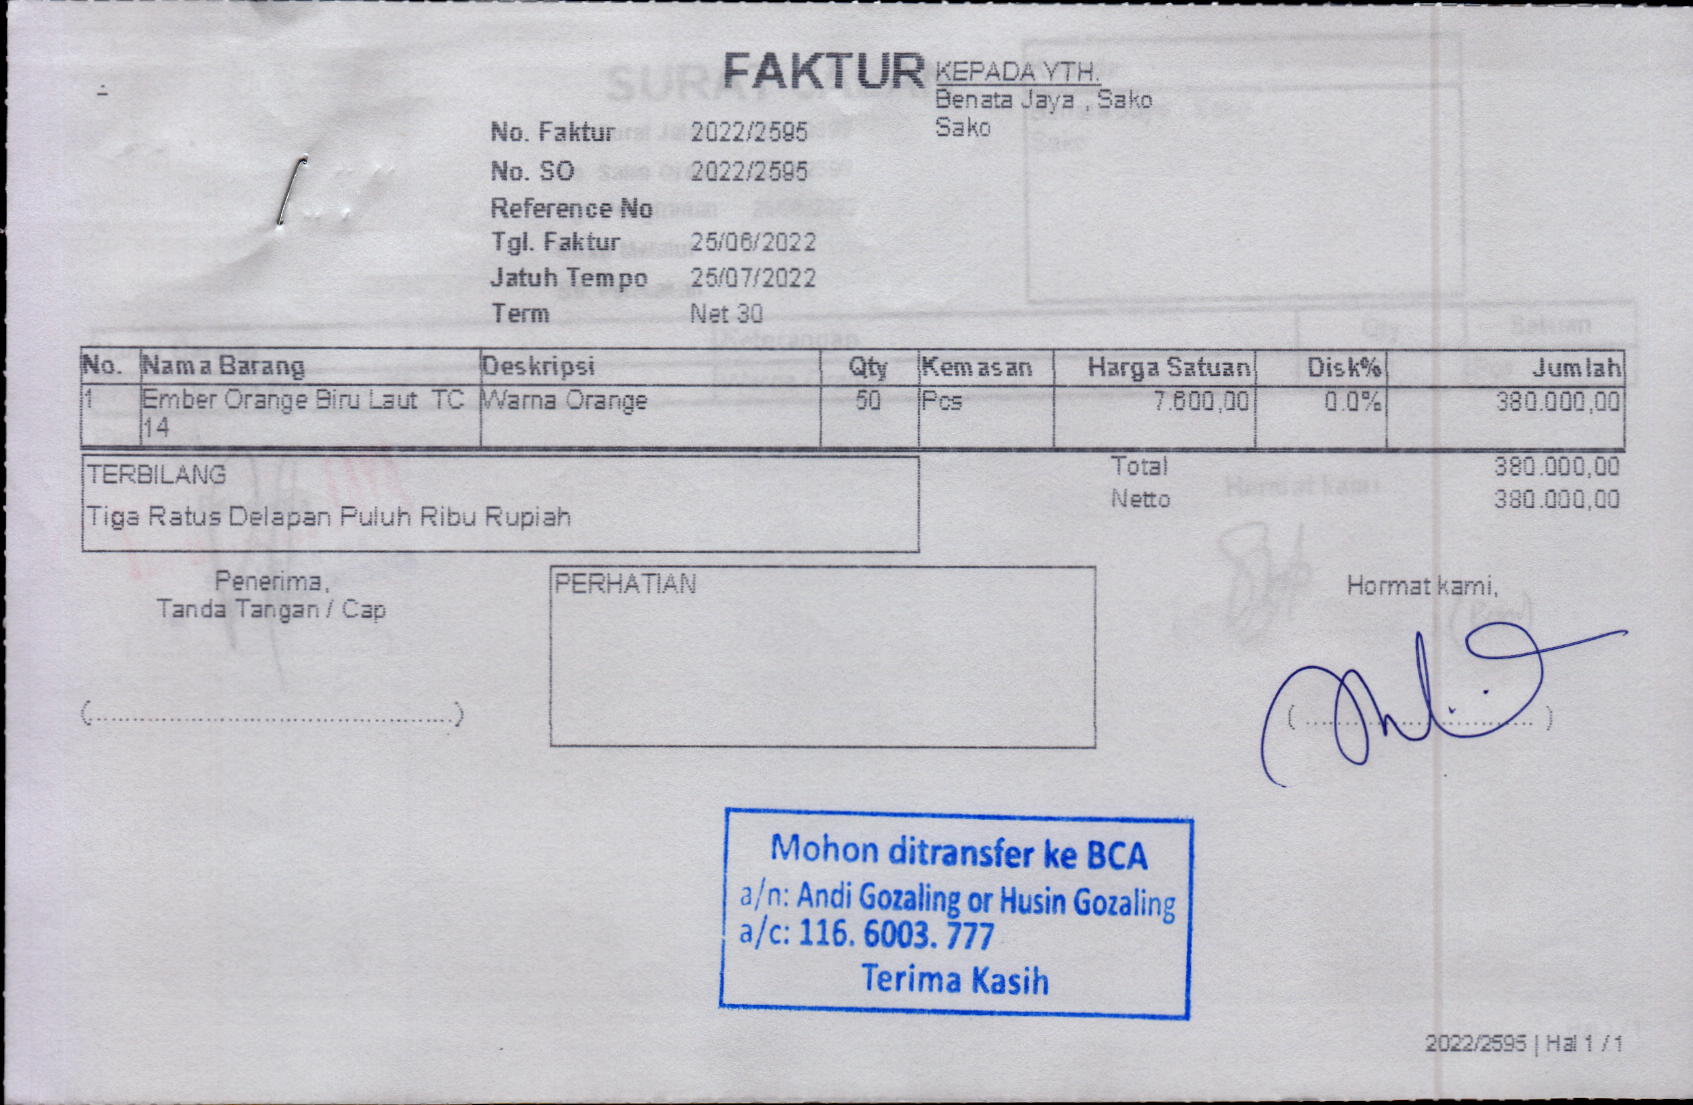 FAKTUR
KEPADA YTH.
Benata Jaya , Sako
Sako
No. Faktur 2022/2595
No. SO 2022/2595
Reference No
Tgl. Faktur 25/06/2022
Jatuh Tempo 25/07/2022
Term Net 30
No. Nama Barang Deskripsi Qty Kemasan Harga Satuan Disk% Jumlah
1 Ember Orange Biru Laut TC Warna Orange 50 Pcs 7.600,00 0.0% 380.000,00
14
TERBILANG
Tiga Ratus Delapan Puluh Ribu Rupiah
Total 380.000,00
Netto 380.000,00
Penerima,
Tanda Tangan / Cap
(..............................................)
PERHATIAN
Hormat kami,
(..............................)
Mohon ditransfer ke BCA
a/n: Andi Gozaling or Husin Gozaling
a/c: 116. 6003. 777
Terima Kasih
2022/2595 | Hal 1 / 1